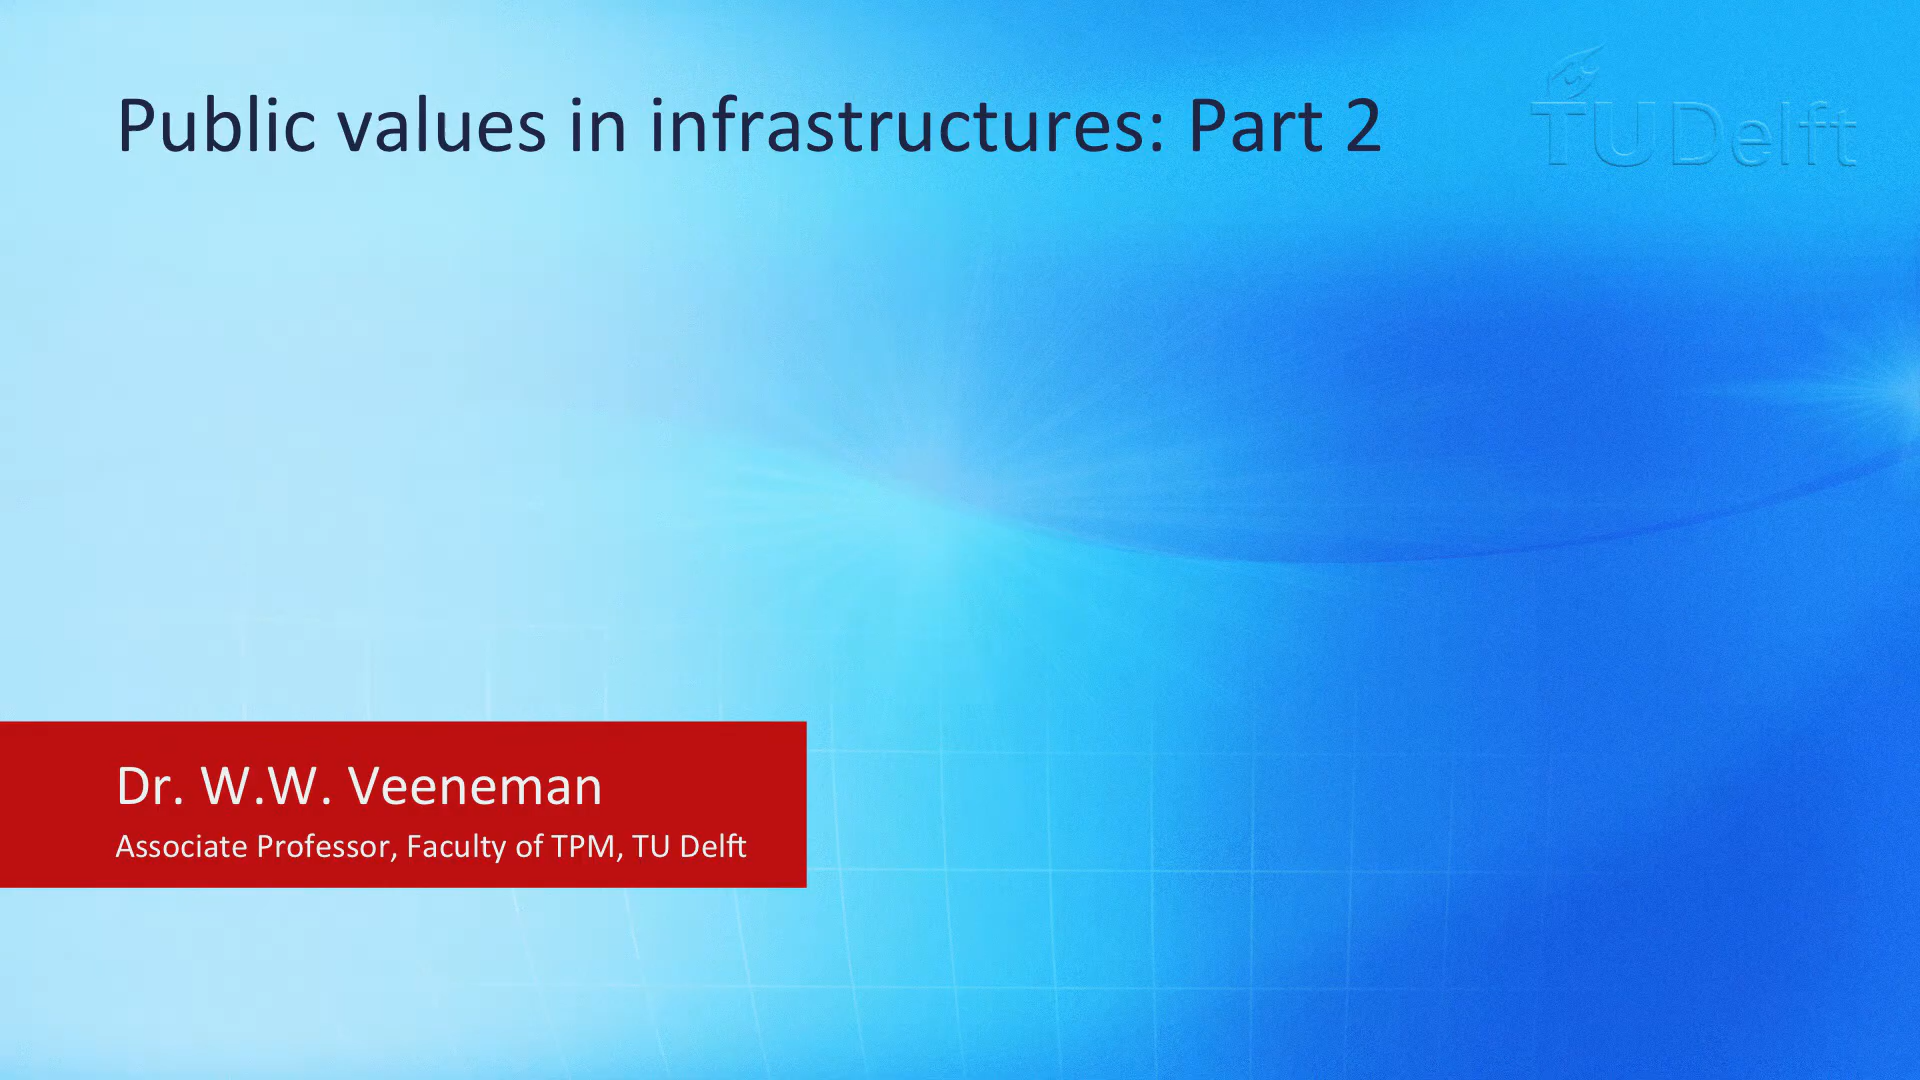 Public values in infrastructures: Part 2
TU Delft
Dr. W.W. Veeneman
Associate Professor, Faculty of TPM, TU Delft